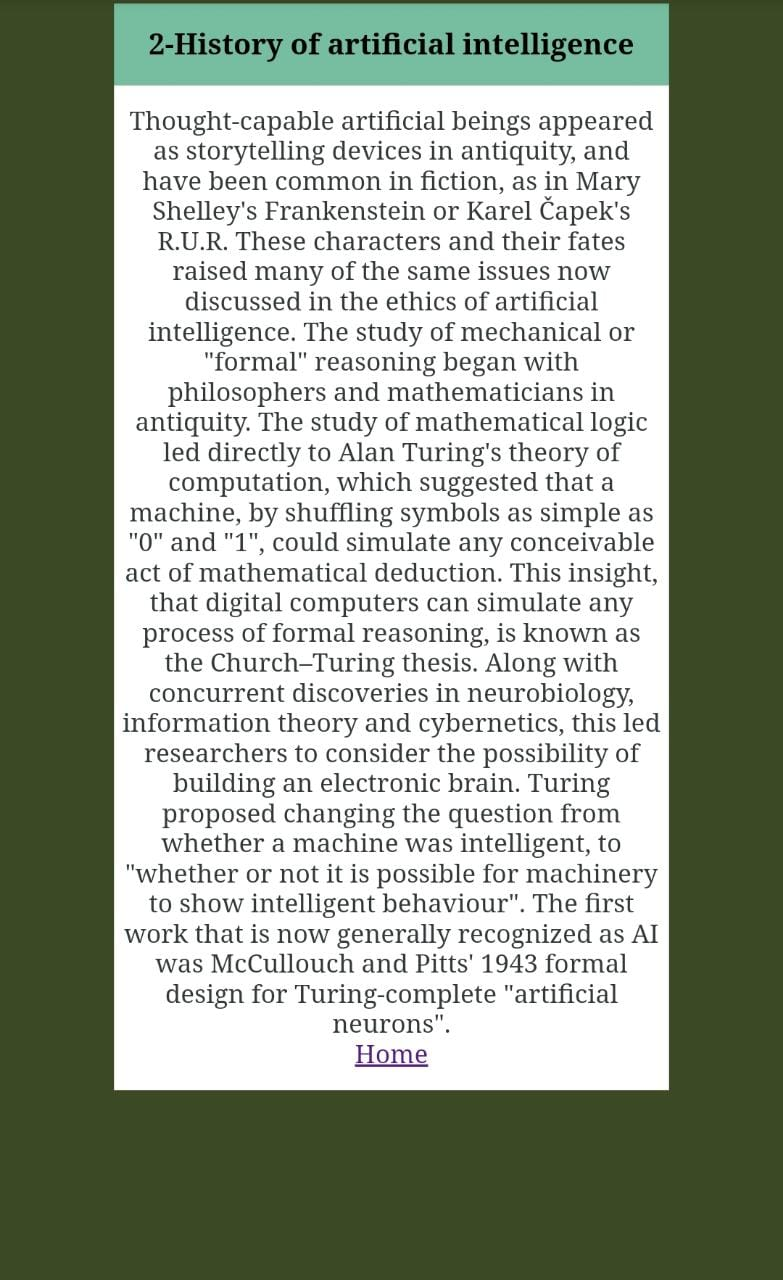 2-History of artificial intelligence
Thought-capable artificial beings appeared
as storytelling devices in antiquity, and
have been common in fiction, as in Mary
Shelley's Frankenstein or Karel Čapek's
R.U.R. These characters and their fates
raised many of the same issues now
discussed in the ethics of artificial
intelligence. The study of mechanical or
"formal" reasoning began with
philosophers and mathematicians in
antiquity. The study of mathematical logic
led directly to Alan Turing's theory of
computation, which suggested that a
machine, by shuffling symbols as simple as
"0" and "1", could simulate any conceivable
act of mathematical deduction. This insight,
that digital computers can simulate any
process of formal reasoning, is known as
the Church–Turing thesis. Along with
concurrent discoveries in neurobiology,
information theory and cybernetics, this led
researchers to consider the possibility of
building an electronic brain. Turing
proposed changing the question from
whether a machine was intelligent, to
"whether or not it is possible for machinery
to show intelligent behaviour". The first
work that is now generally recognized as AI
was McCullouch and Pitts' 1943 formal
design for Turing-complete "artificial
neurons".
Home